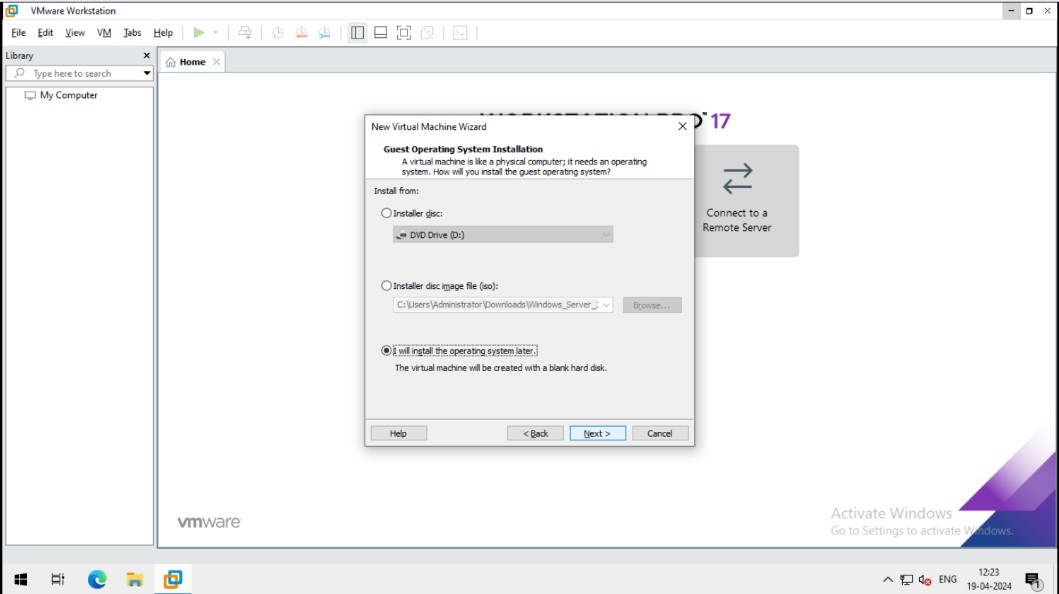 VMware Workstation
File Edit View VM Tabs Help
Library
Type here to search
Home
My Computer
17
New Virtual Machine Wizard
Guest Operating System Installation
A virtual machine is like a physical computer; it needs an operating
system. How will you install the guest operating system?
Install from:
Installer disc:
DVD Drive (D:)
Installer disc image file (iso):
C:\Users\Administrator\Downloads\Windows_Server_
Browse...
I will install the operating system later.
The virtual machine will be created with a blank hard disk.
Help < Back Next > Cancel
Connect to a
Remote Server
vmware
Activate Windows
Go to Settings to activate Windows.
ENG
12:23
19-04-2024
1